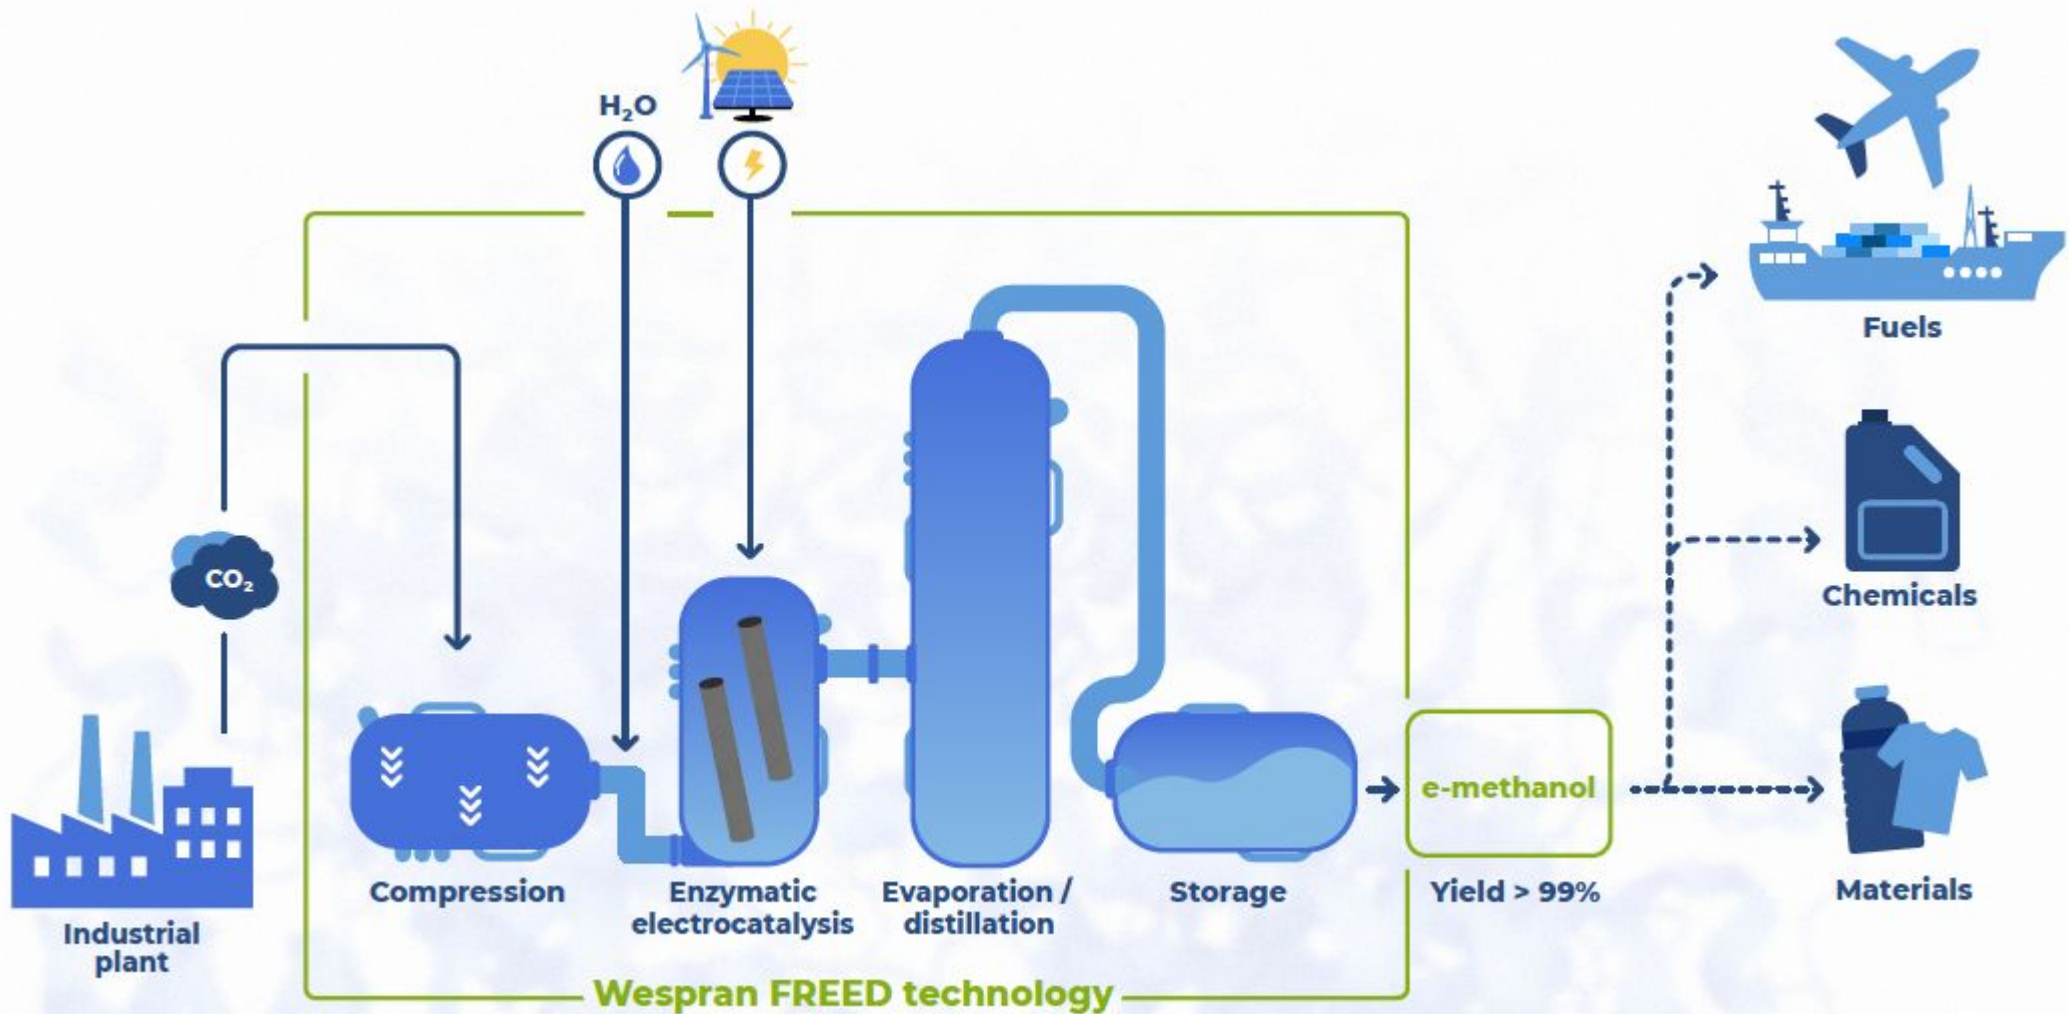 H₂O
CO₂
Industrial
plant
Compression
Enzymatic
electrocatalysis
Evaporation /
distillation
Storage
e-methanol
Yield > 99%
Fuels
Chemicals
Materials
Wespran FREED technology